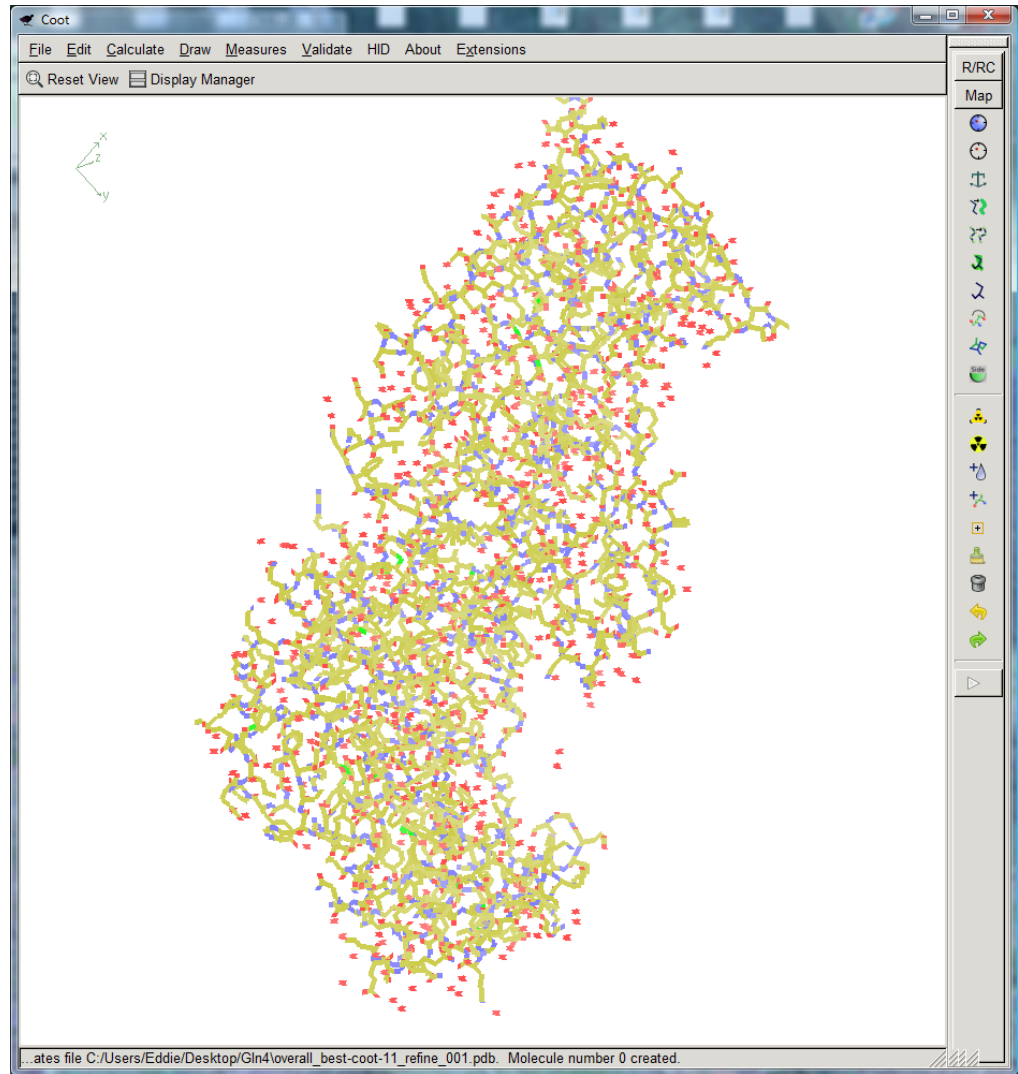 Coot
File Edit Calculate Draw Measures Validate HID About Extensions
Reset View Display Manager
R/RC
Map
x
z
y
Side
...ates file C:/Users/Eddie/Desktop/Gln4\overall_best-coot-11_refine_001.pdb. Molecule number 0 created.